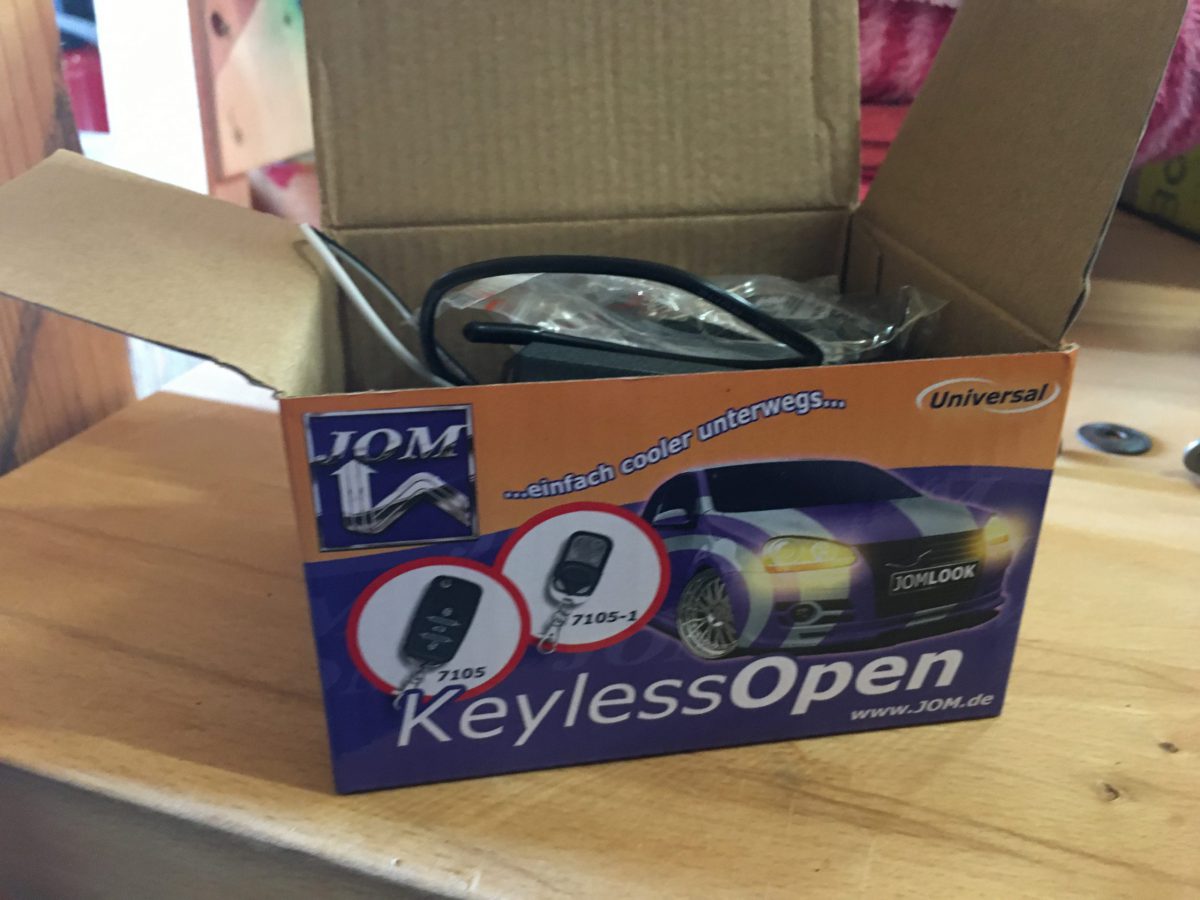 JOM
...einfach cooler unterwegs...
Universal
7105
7105-1
JOMLOOK
KeylessOpen
www.JOM.de